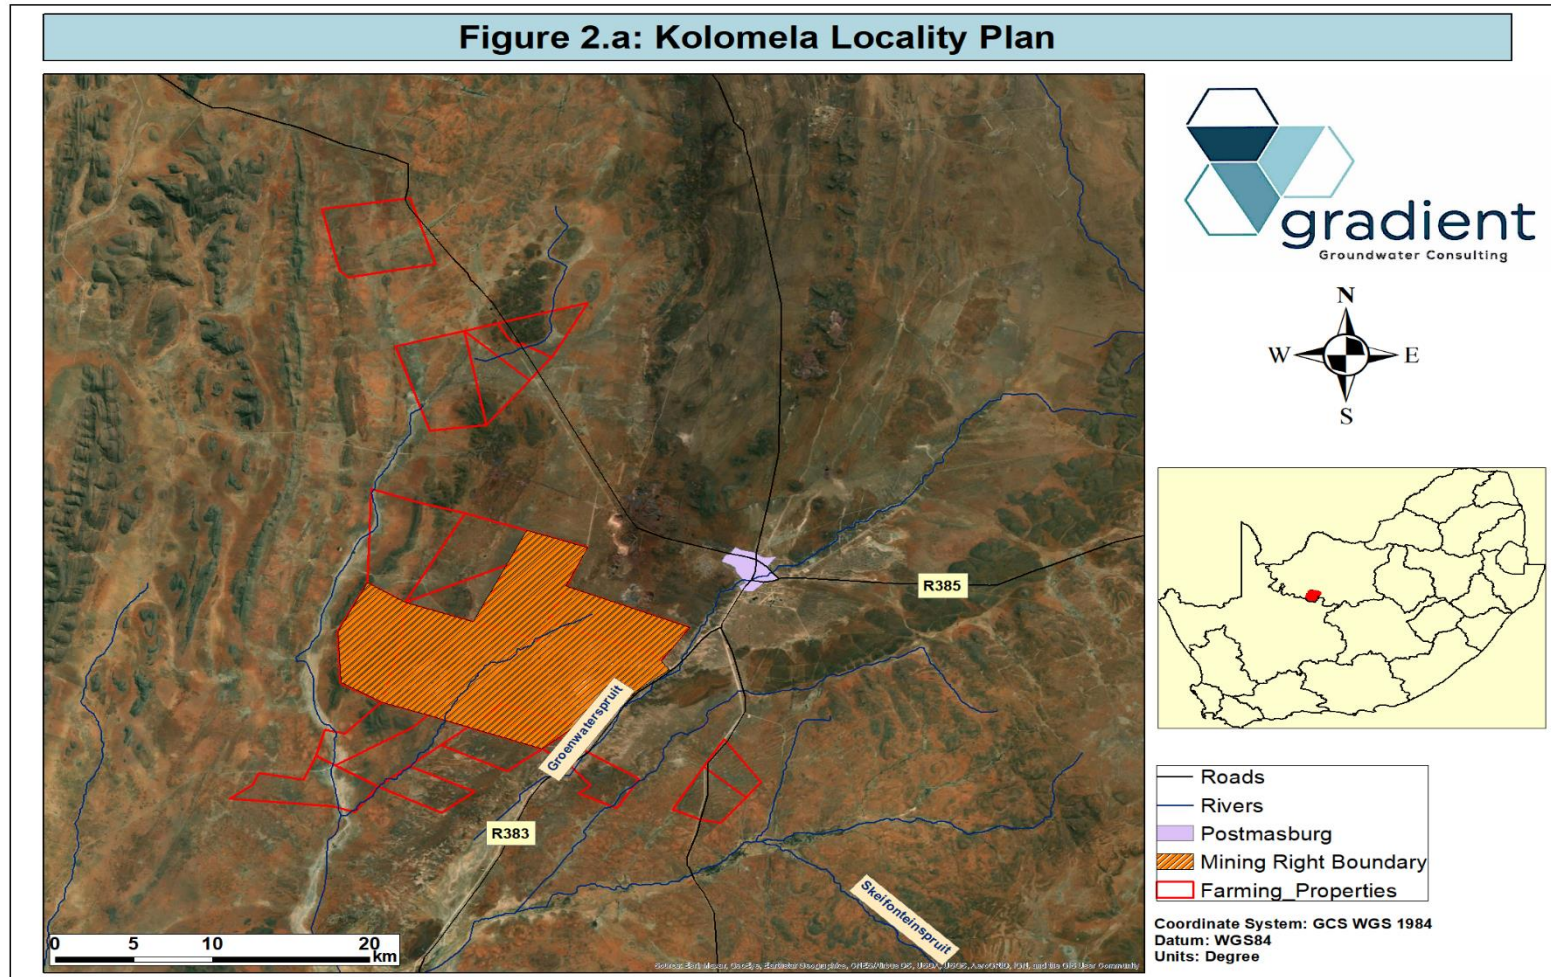 Figure 2.a: Kolomela Locality Plan
gradient
Groundwater Consulting
N
W
E
S
R385
Groenwaterspruit
R383
Skeifonteinspruit
Roads
Rivers
Postmasburg
Mining Right Boundary
Farming_Properties
Coordinate System: GCS WGS 1984
Datum: WGS84
Units: Degree
0 5 10 20
km